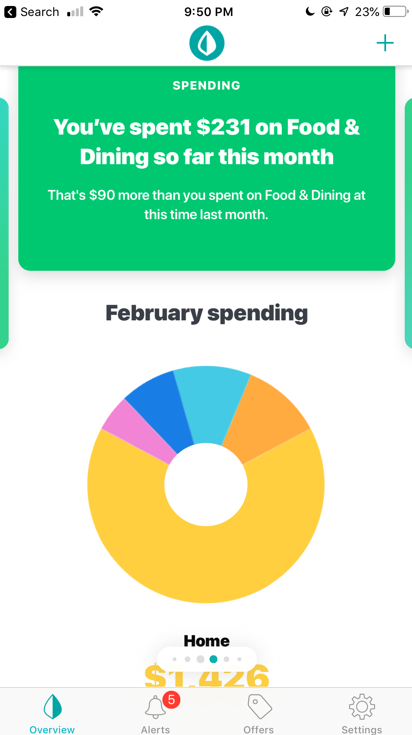 Search 9:50 PM 23%
SPENDING
You’ve spent $231 on Food &
Dining so far this month
That's $90 more than you spent on Food & Dining at
this time last month.
February spending
Home
$1,426
5
Overview Alerts Offers Settings